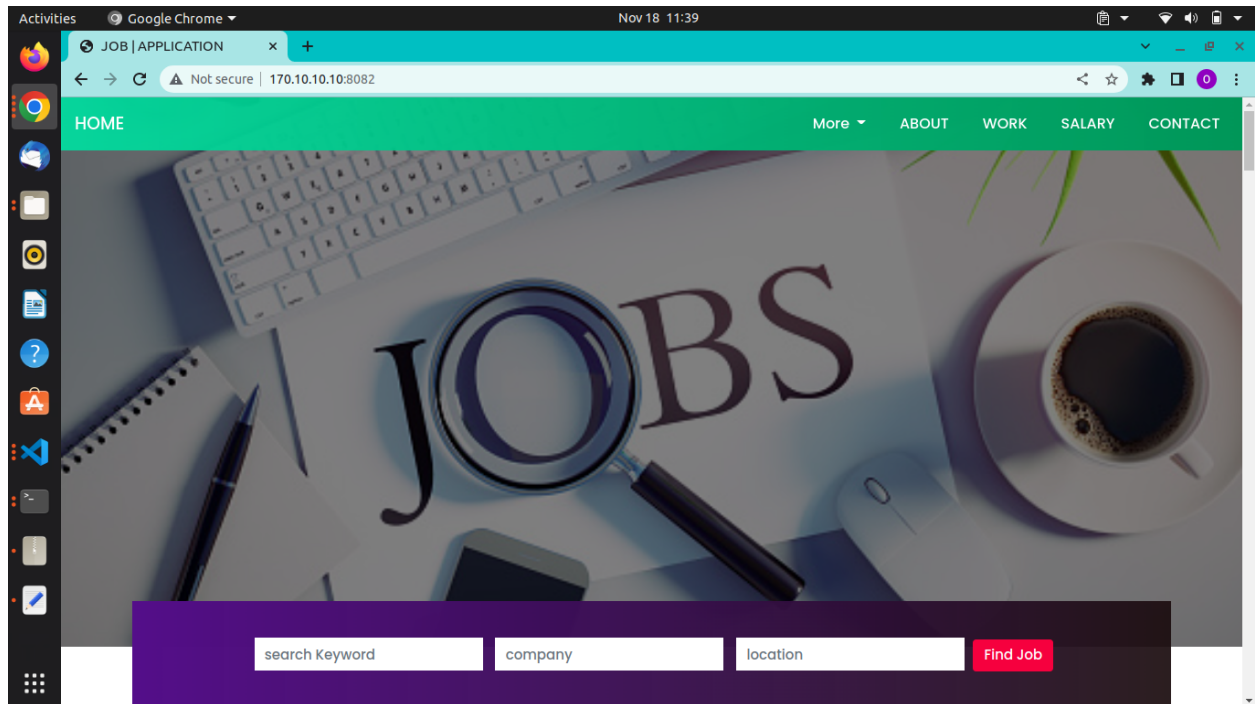 Activities Google Chrome Nov 18 11:39
JOB | APPLICATION
Not secure | 170.10.10.10:8082 O
HOME More ABOUT WORK SALARY CONTACT
JOBS
search Keyword company location Find Job